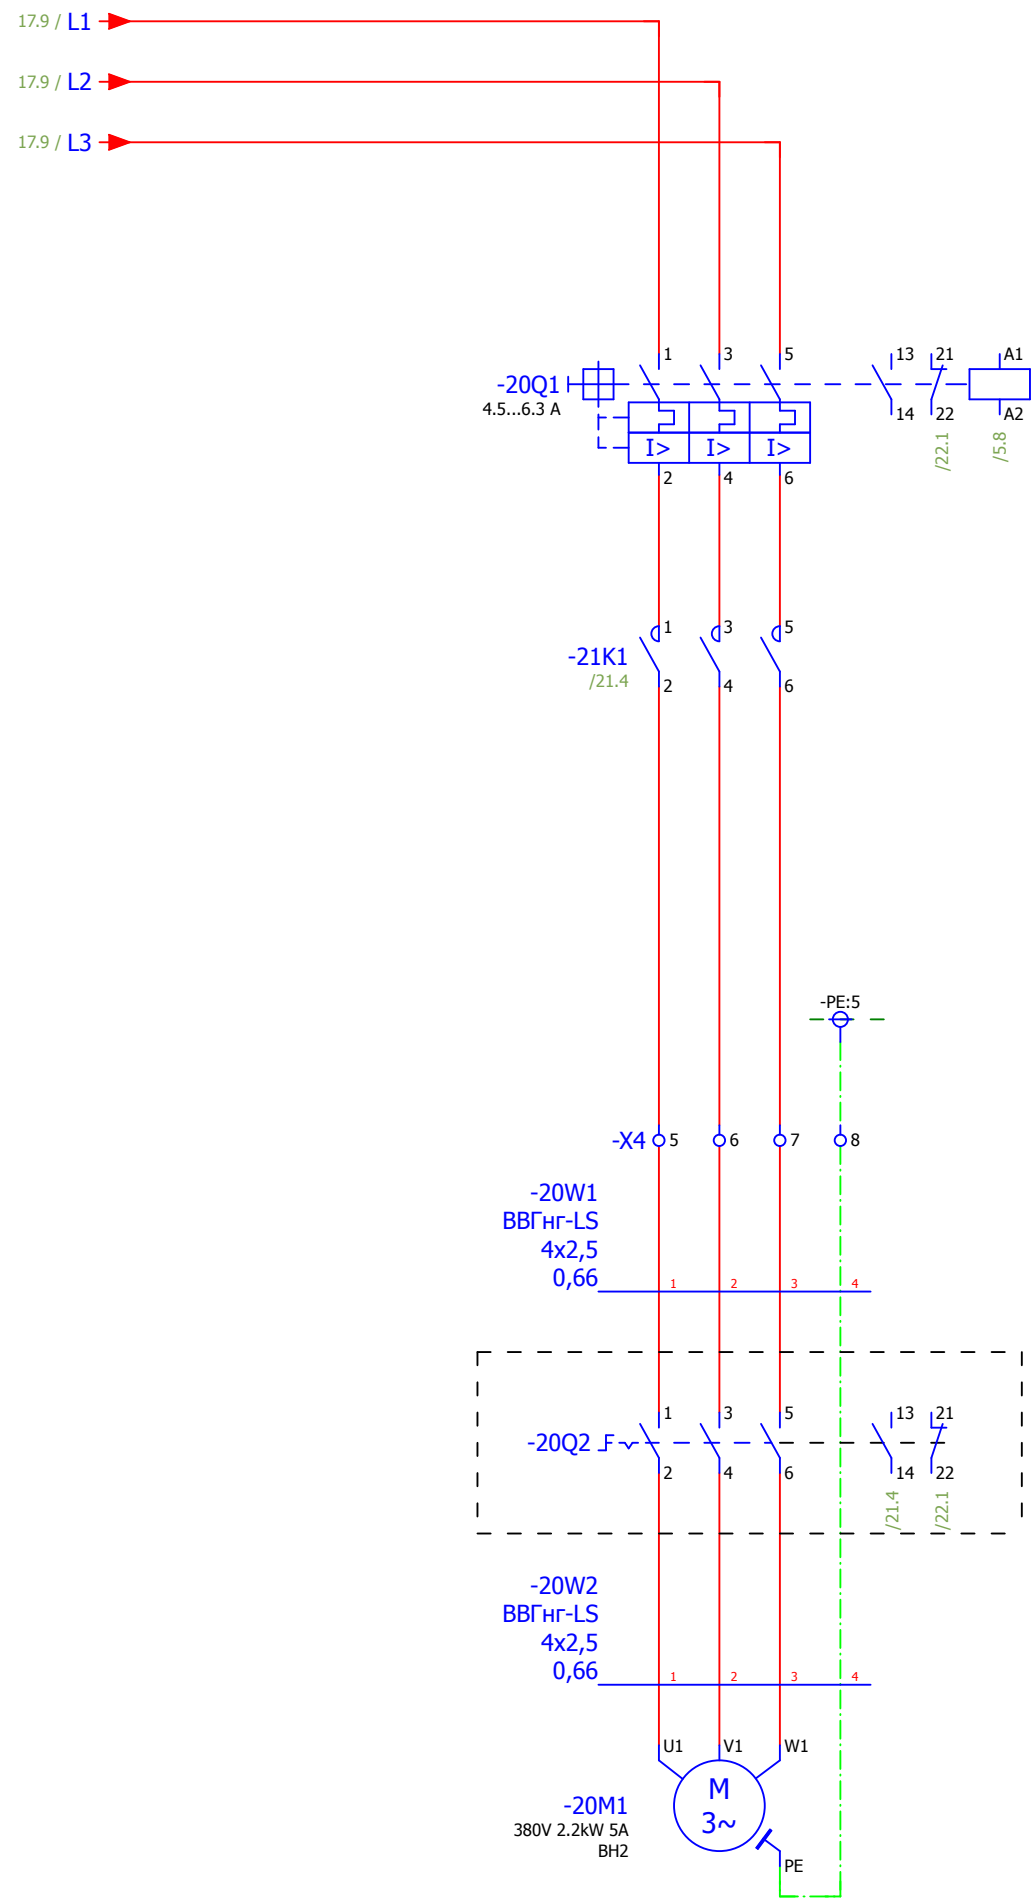 17.9 / L1
17.9 / L2
17.9 / L3
1 3 5 13 21 A1
-20Q1
4.5...6.3 A
14 22 A2
I> I> I>
/22.1 /5.8
2 4 6
1 3 5
-21K1
/21.4
2 4 6
-PE:5
-X4 5 6 7 8
-20W1
ВВГнг-LS
4x2,5
0,66
1 2 3 4
1 3 5 13 21
-20Q2
2 4 6 14 22
/21.4 /22.1
-20W2
ВВГнг-LS
4x2,5
0,66
1 2 3 4
U1 V1 W1
M
3~
-20M1
380V 2.2kW 5A
ВН2
PE